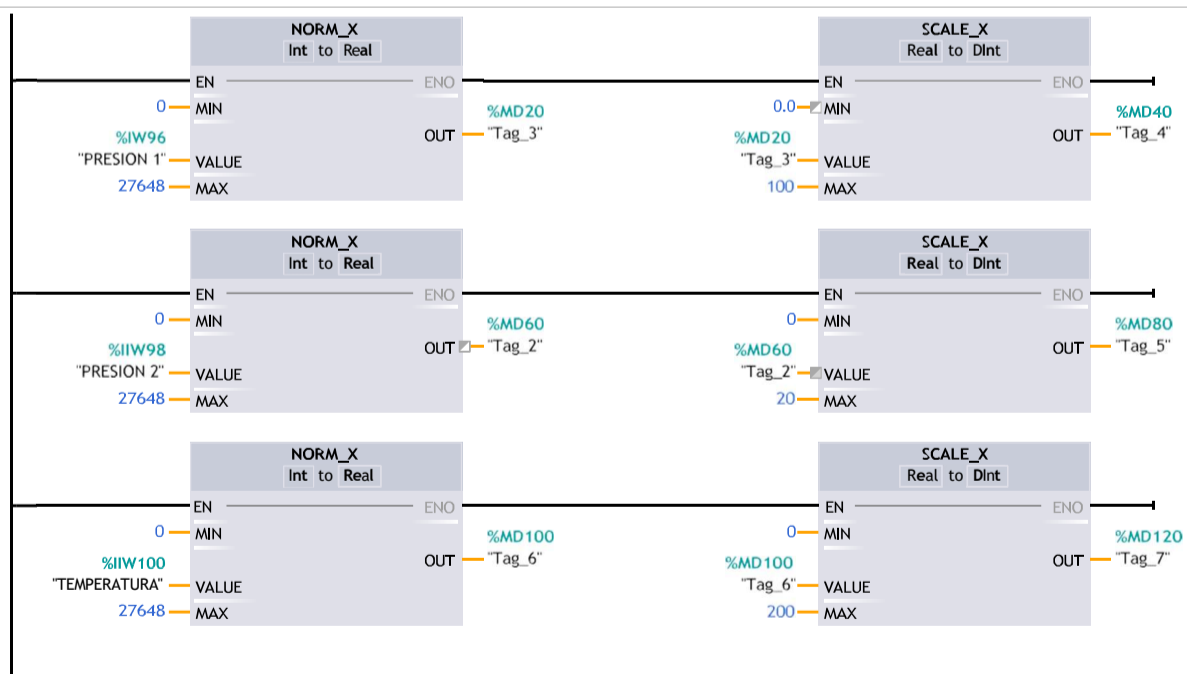 NORM_X
Int to Real
EN
ENO
0
MIN
%IW96
"PRESION 1"
VALUE
27648
MAX
OUT
%MD20
"Tag_3"
SCALE_X
Real to DInt
EN
ENO
0.0
MIN
%MD20
"Tag_3"
VALUE
100
MAX
OUT
%MD40
"Tag_4"
NORM_X
Int to Real
EN
ENO
0
MIN
%IIW98
"PRESION 2"
VALUE
27648
MAX
OUT
%MD60
"Tag_2"
SCALE_X
Real to DInt
EN
ENO
0
MIN
%MD60
"Tag_2"
VALUE
20
MAX
OUT
%MD80
"Tag_5"
NORM_X
Int to Real
EN
ENO
0
MIN
%IIW100
"TEMPERATURA"
VALUE
27648
MAX
OUT
%MD100
"Tag_6"
SCALE_X
Real to DInt
EN
ENO
0
MIN
%MD100
"Tag_6"
VALUE
200
MAX
OUT
%MD120
"Tag_7"